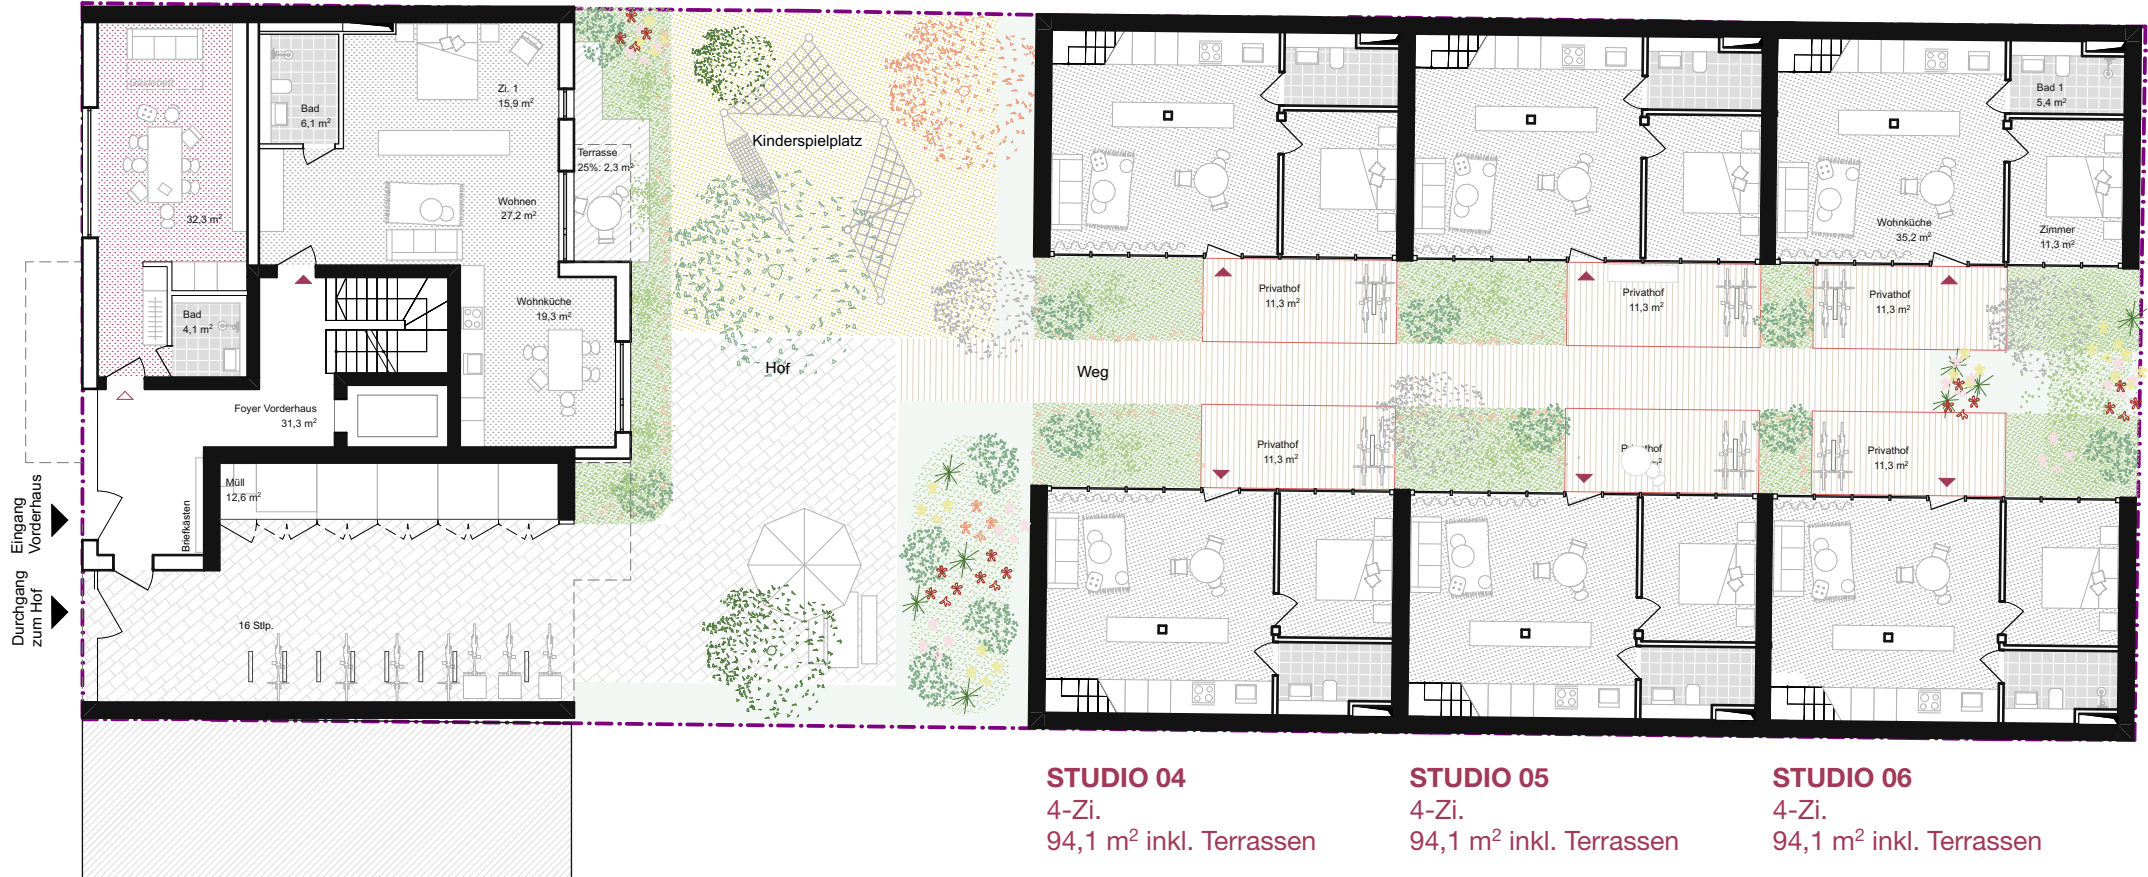 Gästeloft
32,3 m²
Bad
6,1 m²
Zi. 1
15,9 m²
Wohnen
27,2 m²
Terrasse
25%: 2,3 m²
Kinderspielplatz
Wohnküche
19,3 m²
Bad
4,1 m²
Foyer Vorderhaus
31,3 m²
Müll
12,6 m²
Briefkästen
Eingang
Vorderhaus
Durchgang
zum Hof
16 Stlp.
Hof
Weg
Bad 1
5,4 m²
Wohnküche
35,2 m²
Zimmer
11,3 m²
Privathof
11,3 m²
Privathof
11,3 m²
Privathof
11,3 m²
Privathof
11,3 m²
Privathof
11,3 m²
STUDIO 04
4-Zi.
94,1 m² inkl. Terrassen
STUDIO 05
4-Zi.
94,1 m² inkl. Terrassen
STUDIO 06
4-Zi.
94,1 m² inkl. Terrassen